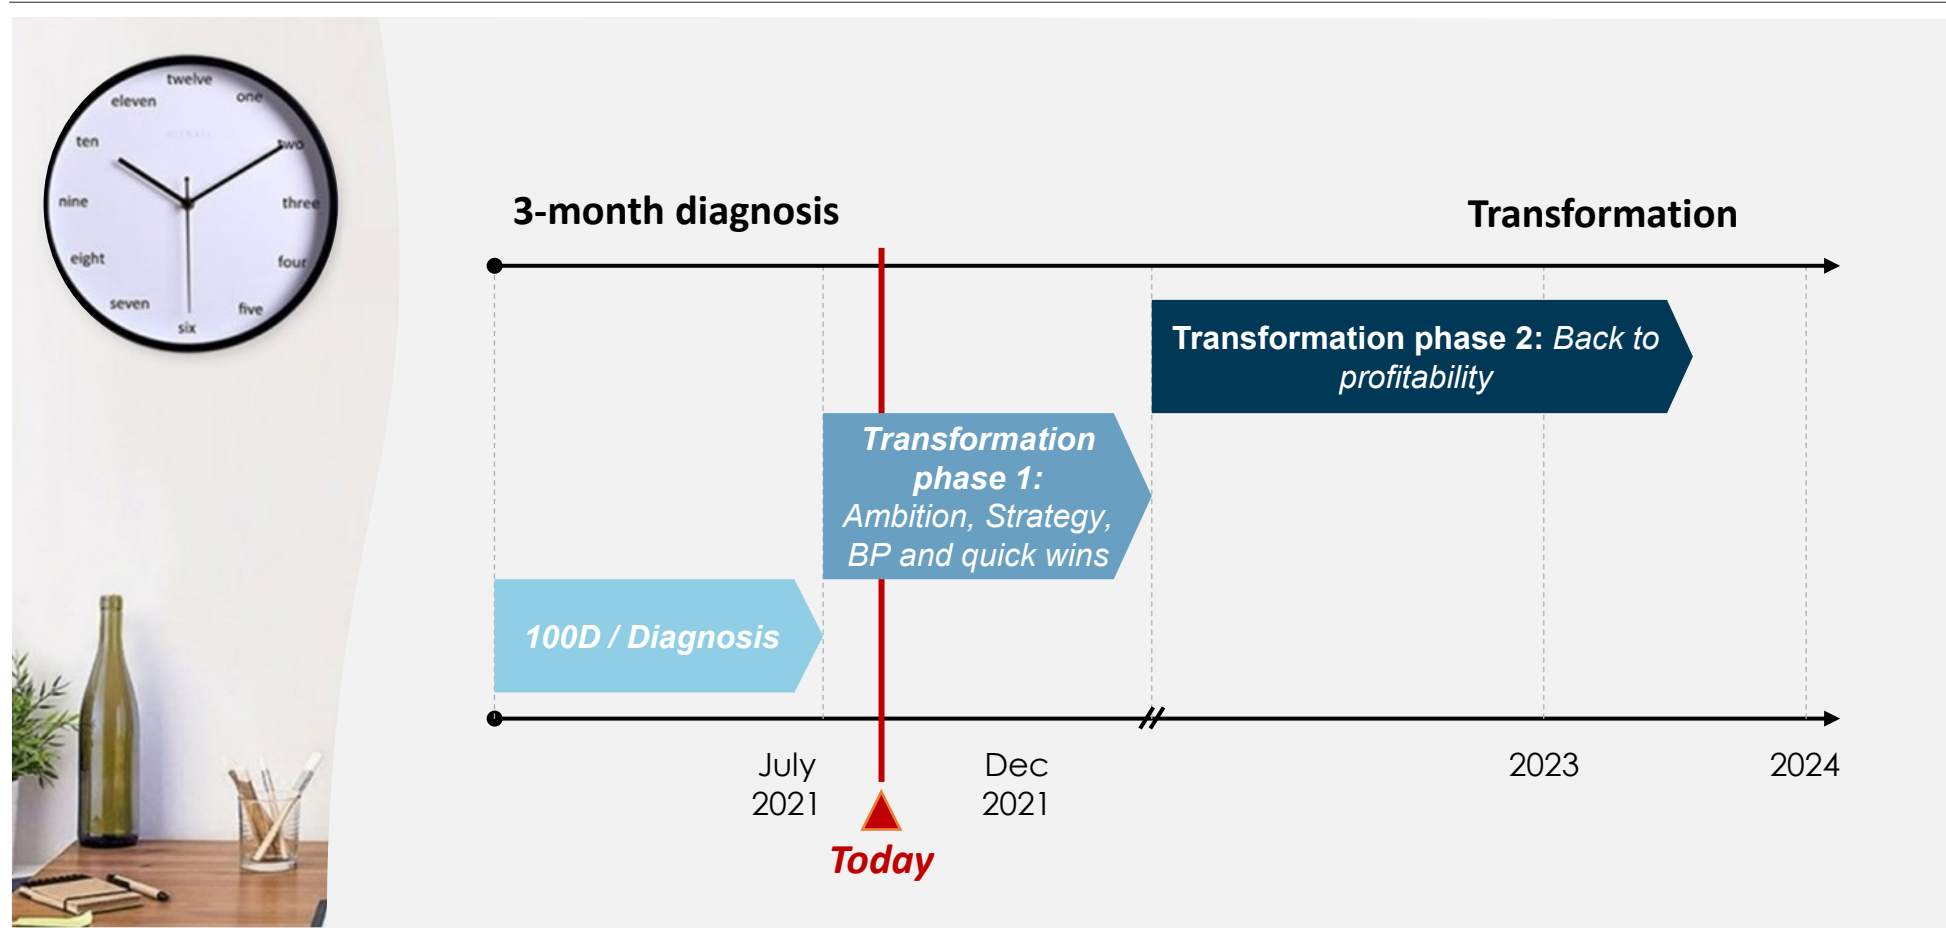 twelve
one
two
three
four
five
six
seven
eight
nine
ten
eleven
3-month diagnosis
Transformation
Transformation phase 2: Back to
profitability
Transformation
phase 1:
Ambition, Strategy,
BP and quick wins
100D / Diagnosis
July
2021
Dec
2021
2023
2024
Today